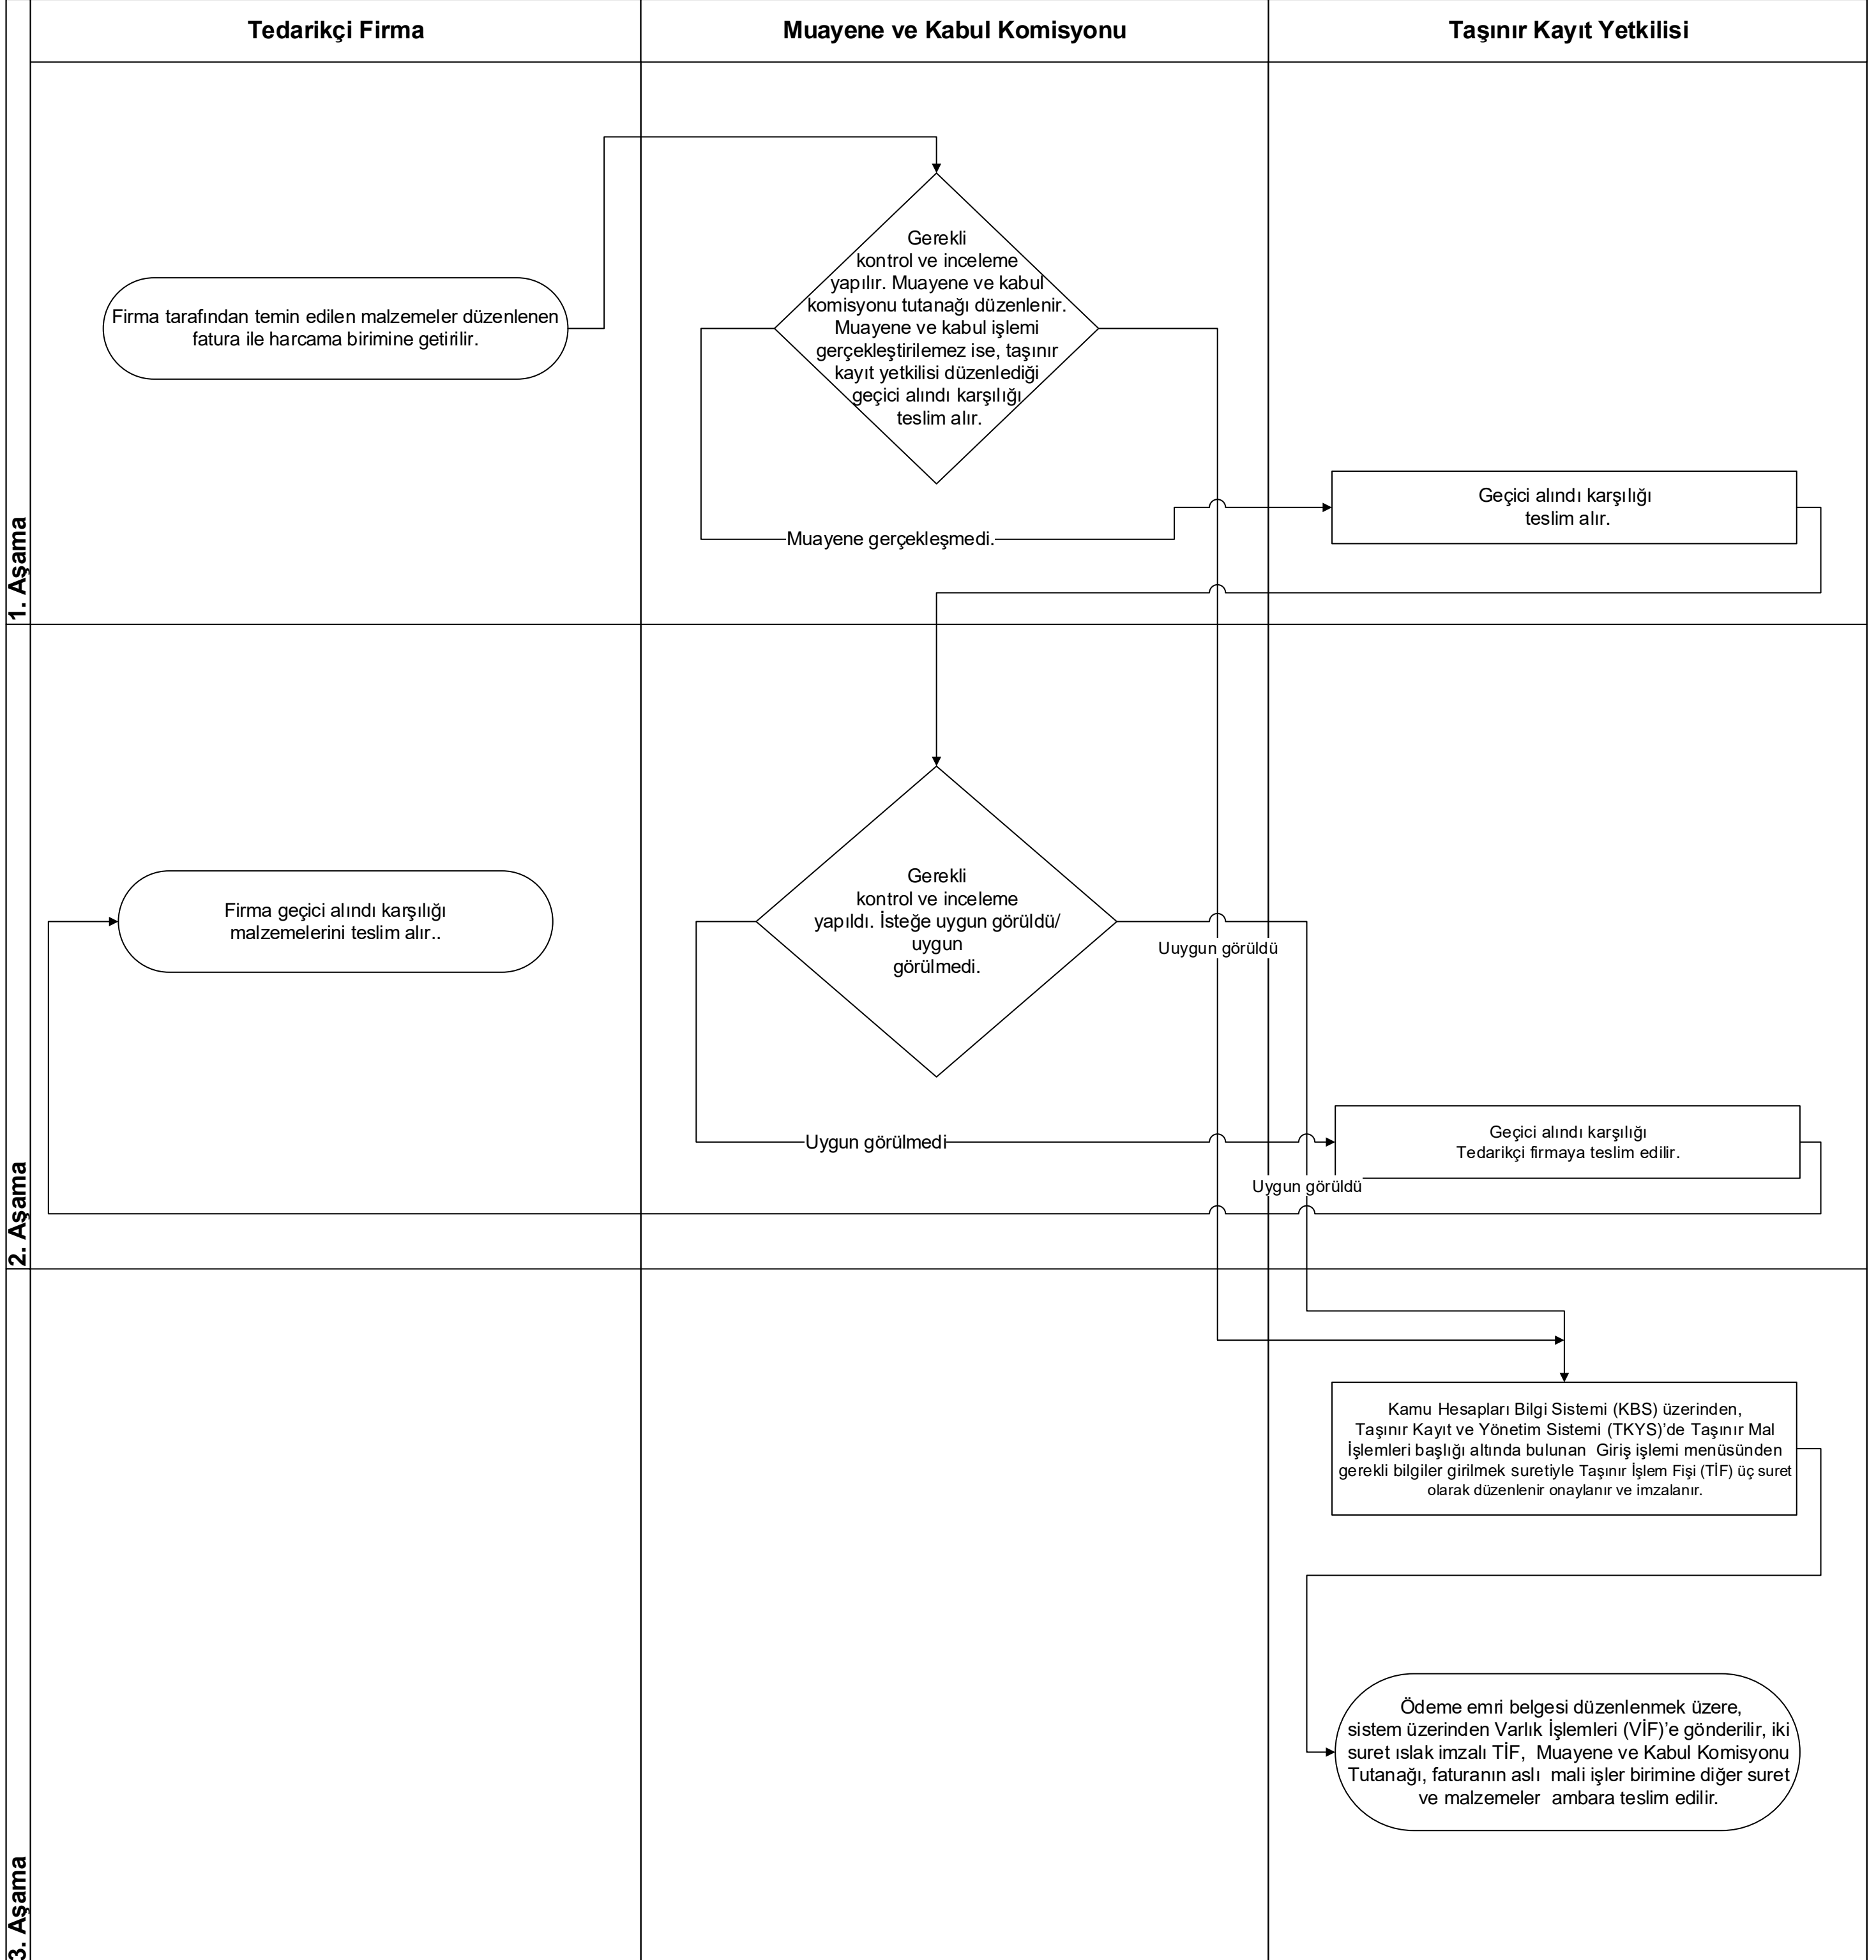 Tedarikçi Firma
Muayene ve Kabul Komisyonu
Taşınır Kayıt Yetkilisi
1. Aşama
Firma tarafından temin edilen malzemeler düzenlenen
fatura ile harcama birimine getirilir.
Gerekli
kontrol ve inceleme
yapılır. Muayene ve kabul
komisyonu tutanağı düzenlenir.
Muayene ve kabul işlemi
gerçekleştirilemez ise, taşınır
kayıt yetkilisi düzenlediği
geçici alındı karşılığı
teslim alır.
Muayene gerçekleşmedi.
Geçici alındı karşılığı
teslim alır.
2. Aşama
Firma geçici alındı karşılığı
malzemelerini teslim alır..
Gerekli
kontrol ve inceleme
yapıldı. İsteğe uygun görüldü/
uygun
görülmedi.
Uuygun görüldü
Uygun görülmedi
Geçici alındı karşılığı
Tedarikçi firmaya teslim edilir.
Uygun görüldü
3. Aşama
Kamu Hesapları Bilgi Sistemi (KBS) üzerinden,
Taşınır Kayıt ve Yönetim Sistemi (TKYS)’de Taşınır Mal
İşlemleri başlığı altında bulunan  Giriş işlemi menüsünden
gerekli bilgiler girilmek suretiyle Taşınır İşlem Fişi (TİF) üç suret
olarak düzenlenir onaylanır ve imzalanır.
Ödeme emri belgesi düzenlenmek üzere,
sistem üzerinden Varlık İşlemleri (VİF)’e gönderilir, iki
suret ıslak imzalı TİF,  Muayene ve Kabul Komisyonu
Tutanağı, faturanın aslı  mali işler birimine diğer suret
ve malzemeler  ambara teslim edilir.